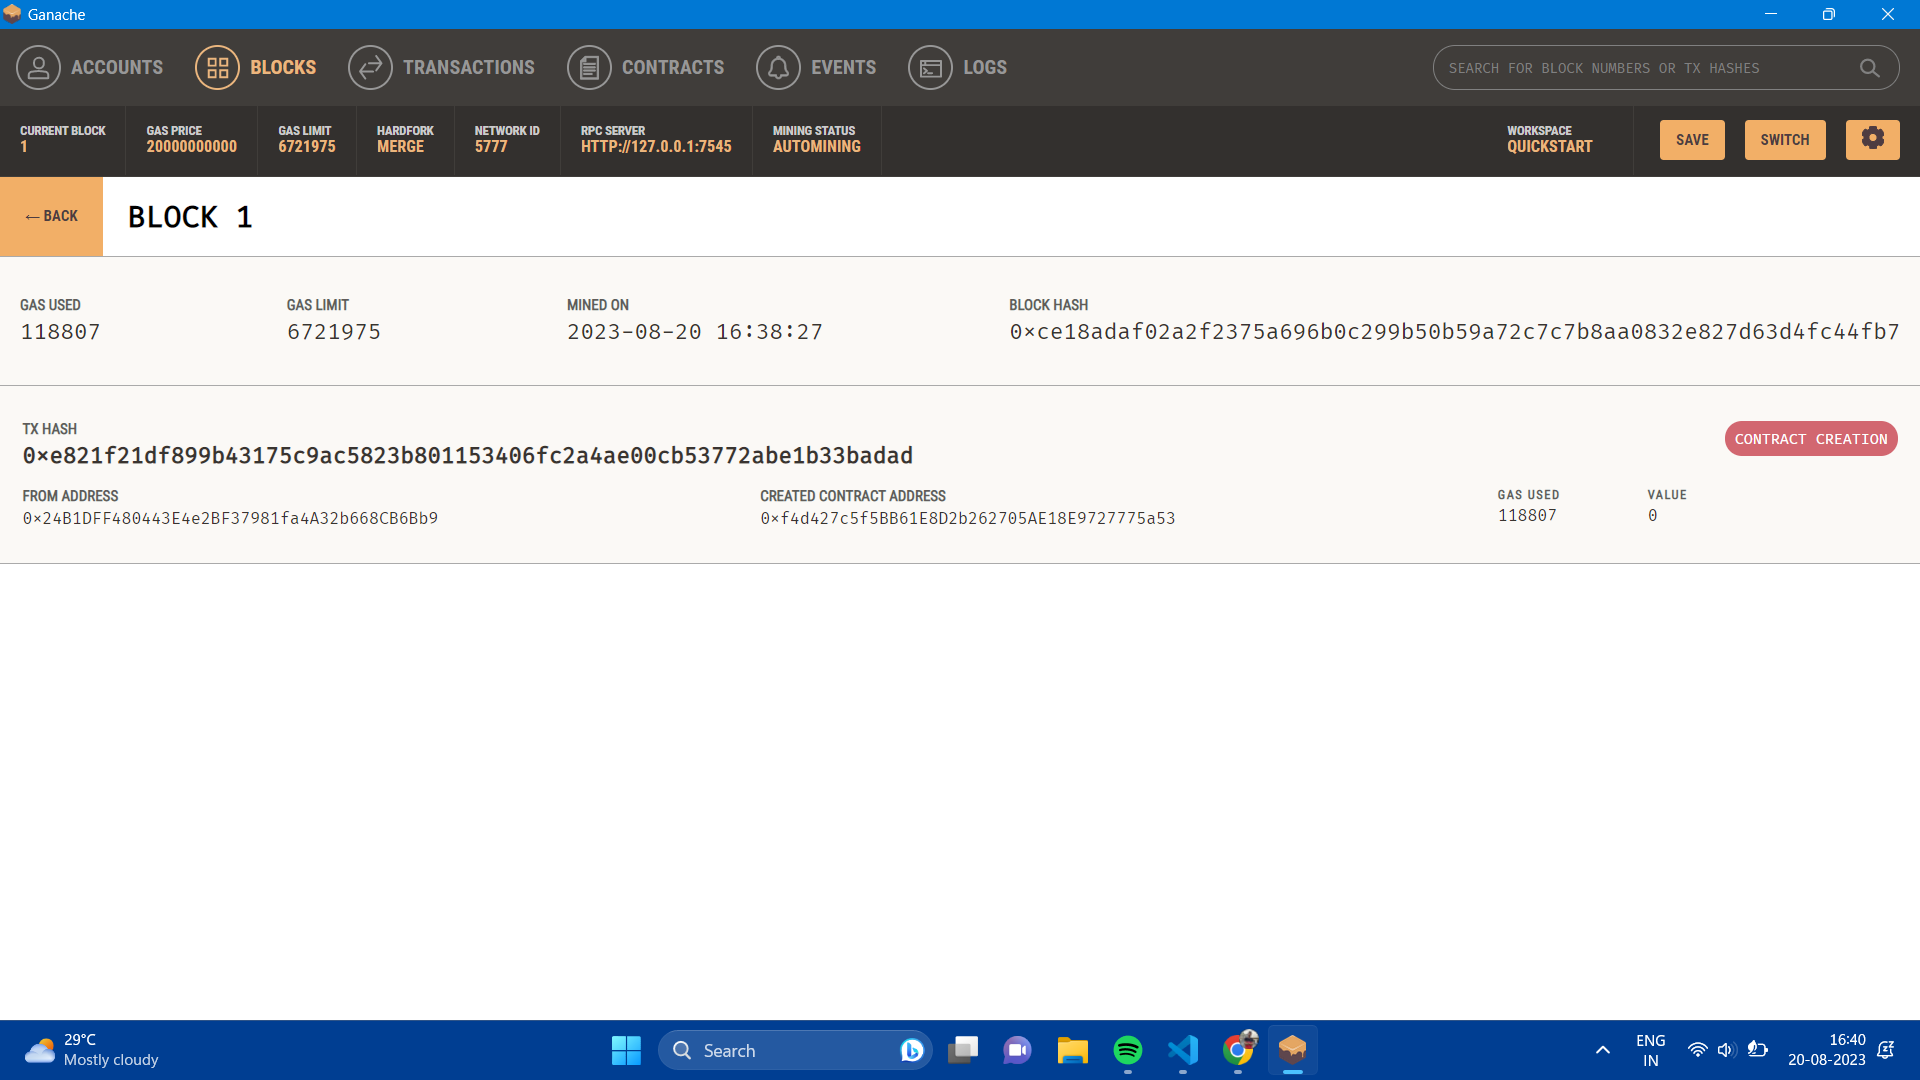 Ganache
ACCOUNTS BLOCKS TRANSACTIONS CONTRACTS EVENTS LOGS SEARCH FOR BLOCK NUMBERS OR TX HASHES
CURRENT BLOCK GAS PRICE GAS LIMIT HARDFORK NETWORK ID RPC SERVER MINING STATUS WORKSPACE
1 20000000000 6721975 MERGE 5777 HTTP://127.0.0.1:7545 AUTOMINING QUICKSTART SAVE SWITCH
←BACK BLOCK 1
GAS USED GAS LIMIT MINED ON BLOCK HASH
118807 6721975 2023-08-20 16:38:27 0×ce18adaf02a2f2375a696b0c299b50b59a72c7c7b8aa0832e827d63d4fc44fb7
TX HASH
0×e821f21df899b43175c9ac5823b801153406fc2a4ae00cb53772abe1b33badad CONTRACT CREATION
FROM ADDRESS CREATED CONTRACT ADDRESS GAS USED VALUE
0×24B1DFF480443E4e2BF37981fa4A32b668CB6Bb9 0×f4d427c5f5BB61E8D2b262705AE18E9727775a53 118807 0
29°C
Mostly cloudy
Search
ENG
IN
16:40
20-08-2023